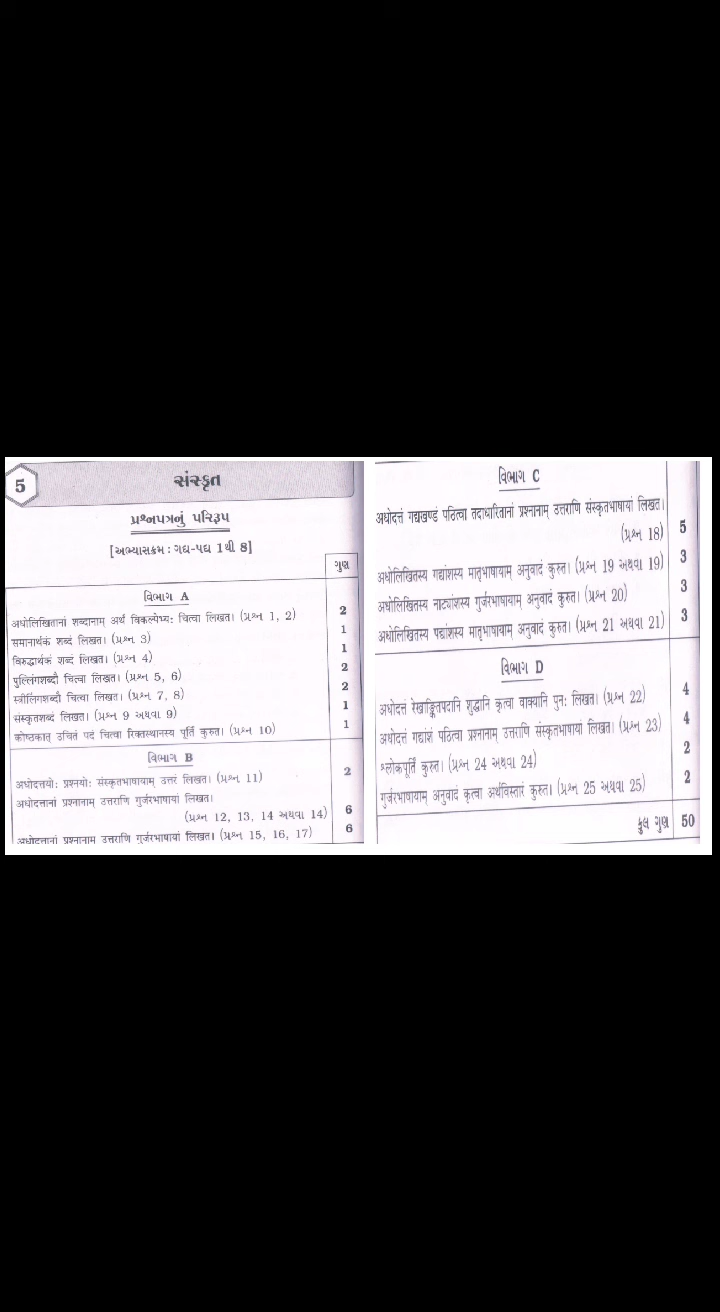 5
સંસ્કૃત
પ્રશ્નપત્રનું પરિરૂપ
[અભ્યાસક્રમ : ગદ્ય-પદ્ય 1થી 8]
ગુણ
વિભાગ A
अधोलिखितानां शब्दानाम् अर्थं विकल्पेभ्यः चित्वा लिखत। (પ્રશ્ન 1, 2) 2
समानार्थकं शब्दं लिखत। (પ્રશ્ન 3) 1
विरुद्धार्थकं शब्दं लिखत। (પ્રશ્ન 4) 1
पुल्लिंगशब्दौ चित्वा लिखत। (પ્રશ્ન 5, 6) 2
स्त्रीलिंगशब्दौ चित्वा लिखत। (પ્રશ્ન 7, 8) 2
संस्कृतशब्दं लिखत। (પ્રશ્ન 9 અથવા 9) 1
कोष्ठकात् उचितं पदं चित्वा रिक्तस्थानस्य पूर्तिं कुरुत। (પ્રશ્ન 10) 1
વિભાગ B
अधोदत्तयोः प्रश्नयोः संस्कृतभाषायाम् उत्तरं लिखत। (પ્રશ્ન 11) 2
अधोदत्तानां प्रश्नानाम् उत्तराणि गुर्जरभाषायां लिखत।
(પ્રશ્ન 12, 13, 14 અથવા 14) 6
अधोदत्तानां प्रश्नानाम् उत्तराणि गुर्जरभाषायां लिखत। (પ્રશ્ન 15, 16, 17) 6
વિભાગ C
अधोदत्तं गद्यखण्डं पठित्वा तदाधारितानां प्रश्नानाम् उत्तराणि संस्कृतभाषायां लिखत।
(પ્રશ્ન 18) 5
अधोलिखितस्य गद्यांशस्य मातृभाषायाम् अनुवादं कुरुत। (પ્રશ્ન 19 અથવા 19) 3
अधोलिखितस्य नाट्यांशस्य गुर्जरभाषायाम् अनुवादं कुरुत। (પ્રશ્ન 20) 3
अधोलिखितस्य पद्यांशस्य मातृभाषायाम् अनुवादं कुरुत। (પ્રશ્ન 21 અથવા 21) 3
વિભાગ D
अधोदत्तं रेखाङ्कितपदानि शुद्धानि कृत्वा वाक्यानि पुनः लिखत। (પ્રશ્ન 22) 4
अधोदत्तं गद्यांशं पठित्वा प्रश्नानाम् उत्तराणि संस्कृतभाषायां लिखत। (પ્રશ્ન 23) 4
श्लोकपूर्तिं कुरुत। (પ્રશ્ન 24 અથવા 24) 2
गुर्जरभाषायाम् अनुवादं कृत्वा अर्थविस्तारं कुरुत। (પ્રશ્ન 25 અથવા 25) 2
કુલ ગુણ 50